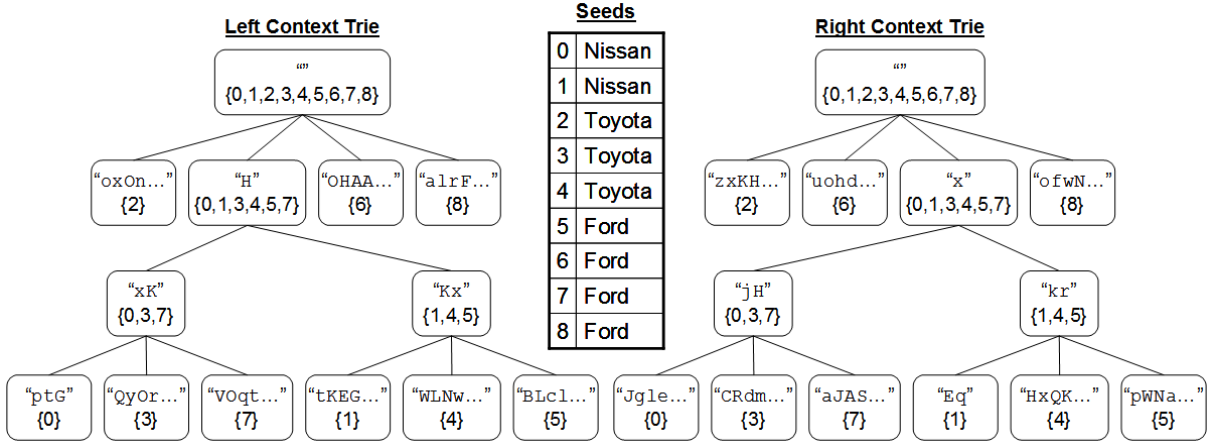 Seeds
Left Context Trie
Right Context Trie
“”
{0,1,2,3,4,5,6,7,8}
0 Nissan
1 Nissan
2 Toyota
3 Toyota
4 Toyota
5 Ford
6 Ford
7 Ford
8 Ford
“”
{0,1,2,3,4,5,6,7,8}
“oxOn…” “H” “OHAA…” “alrF…”
{2} {0,1,3,4,5,7} {6} {8}
“zxKH…” “uohd…” “x” “ofwN…”
{2} {6} {0,1,3,4,5,7} {8}
“xK” “Kx”
{0,3,7} {1,4,5}
“jH” “kr”
{0,3,7} {1,4,5}
“ptG” “QyOr…” “VOqt…” “tKEG…” “WLNw…” “BLcl…”
{0} {3} {7} {1} {4} {5}
“Jgle…” “CRdm…” “aJAS…” “Eq” “HxQK…” “pWNa…”
{0} {3} {7} {1} {4} {5}